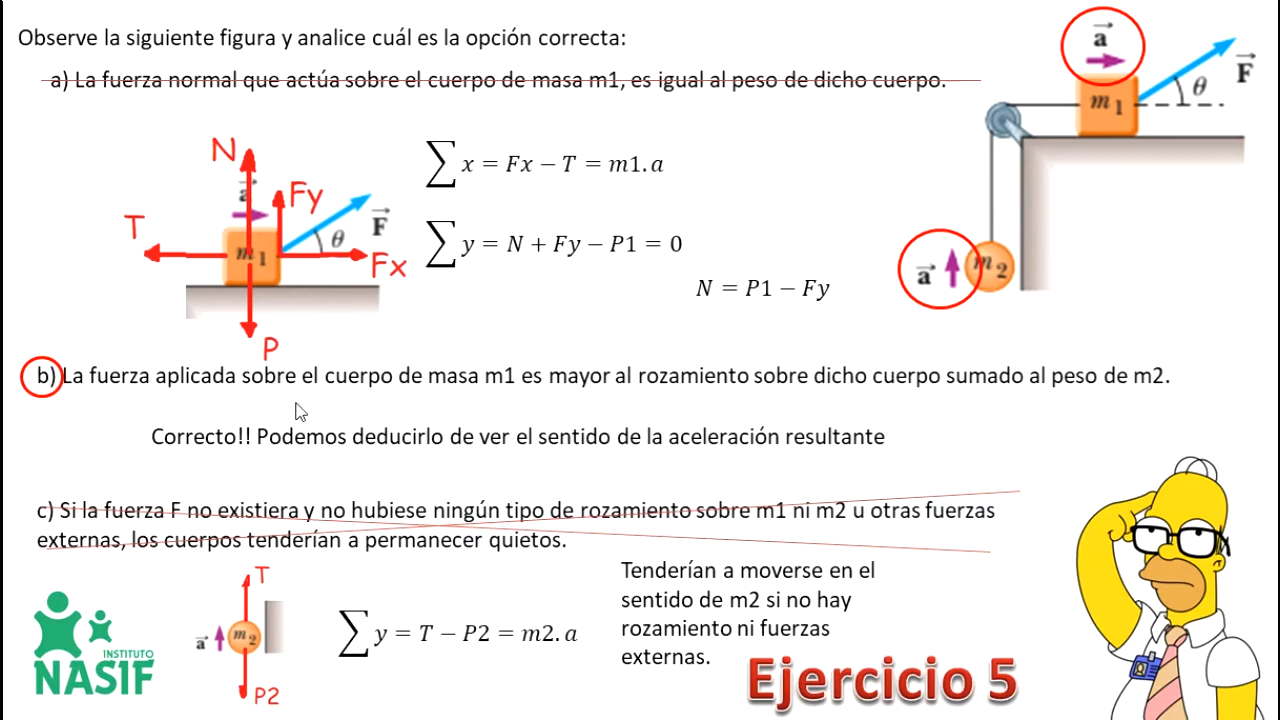 Observe la siguiente figura y analice cuál es la opción correcta:
a) La fuerza normal que actúa sobre el cuerpo de masa m1, es igual al peso de dicho cuerpo.
a
F
θ
m 1
N
a
Fy
F
T
θ
m 1
Fx
P
∑ x = Fx − T = m1. a
∑ y = N + Fy − P1 = 0
N = P1 − Fy
a
m 2
b) La fuerza aplicada sobre el cuerpo de masa m1 es mayor al rozamiento sobre dicho cuerpo sumado al peso de m2.
Correcto!! Podemos deducirlo de ver el sentido de la aceleración resultante
c) Si la fuerza F no existiera y no hubiese ningún tipo de rozamiento sobre m1 ni m2 u otras fuerzas
externas, los cuerpos tenderían a permanecer quietos.
T
a
m 2
P2
∑ y = T − P2 = m2. a
Tenderían a moverse en el
sentido de m2 si no hay
rozamiento ni fuerzas
externas.
INSTITUTO
NASIF
Ejercicio 5